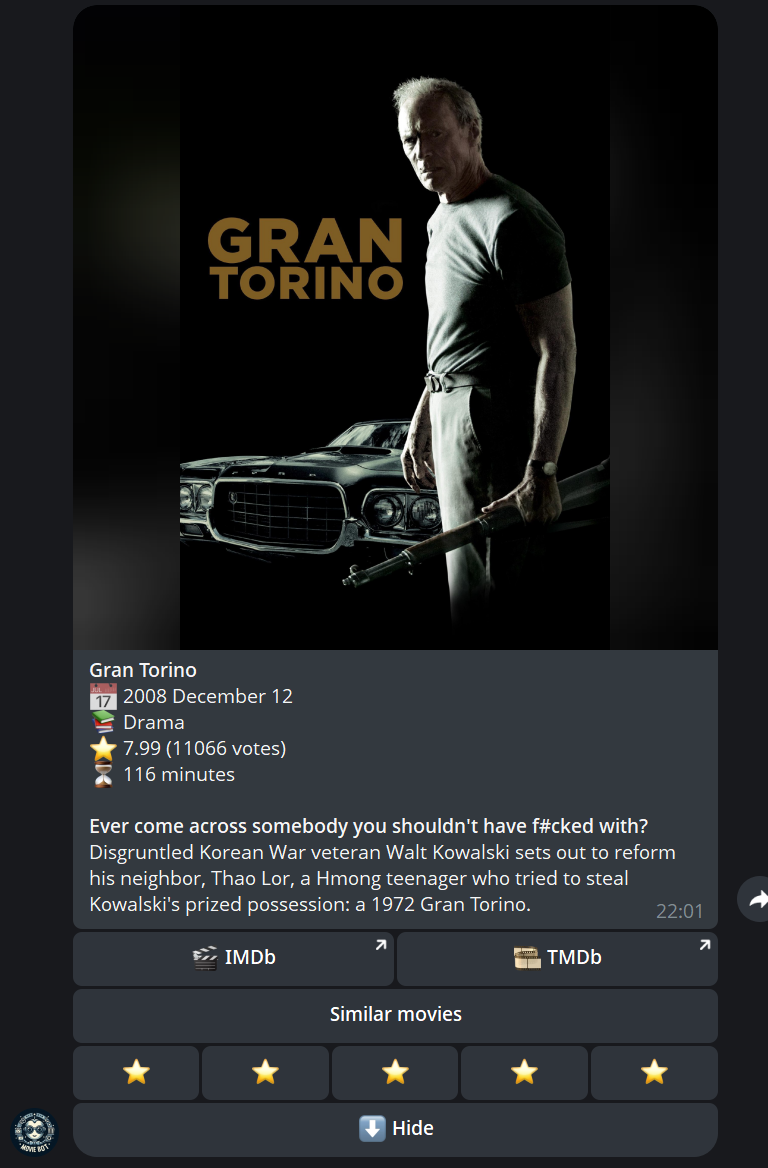 GRAN
TORINO
Gran Torino
2008 December 12
Drama
7.99 (11066 votes)
116 minutes
Ever come across somebody you shouldn't have f#cked with?
Disgruntled Korean War veteran Walt Kowalski sets out to reform
his neighbor, Thao Lor, a Hmong teenager who tried to steal
Kowalski's prized possession: a 1972 Gran Torino.
22:01
IMDb
TMDb
Similar movies
Hide
MOVIE BOT